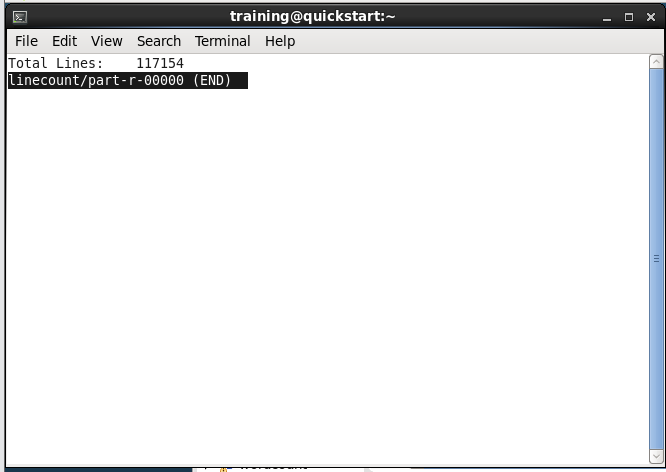 training@quickstart:~
File Edit View Search Terminal Help
Total Lines:    117154
linecount/part-r-00000 (END)